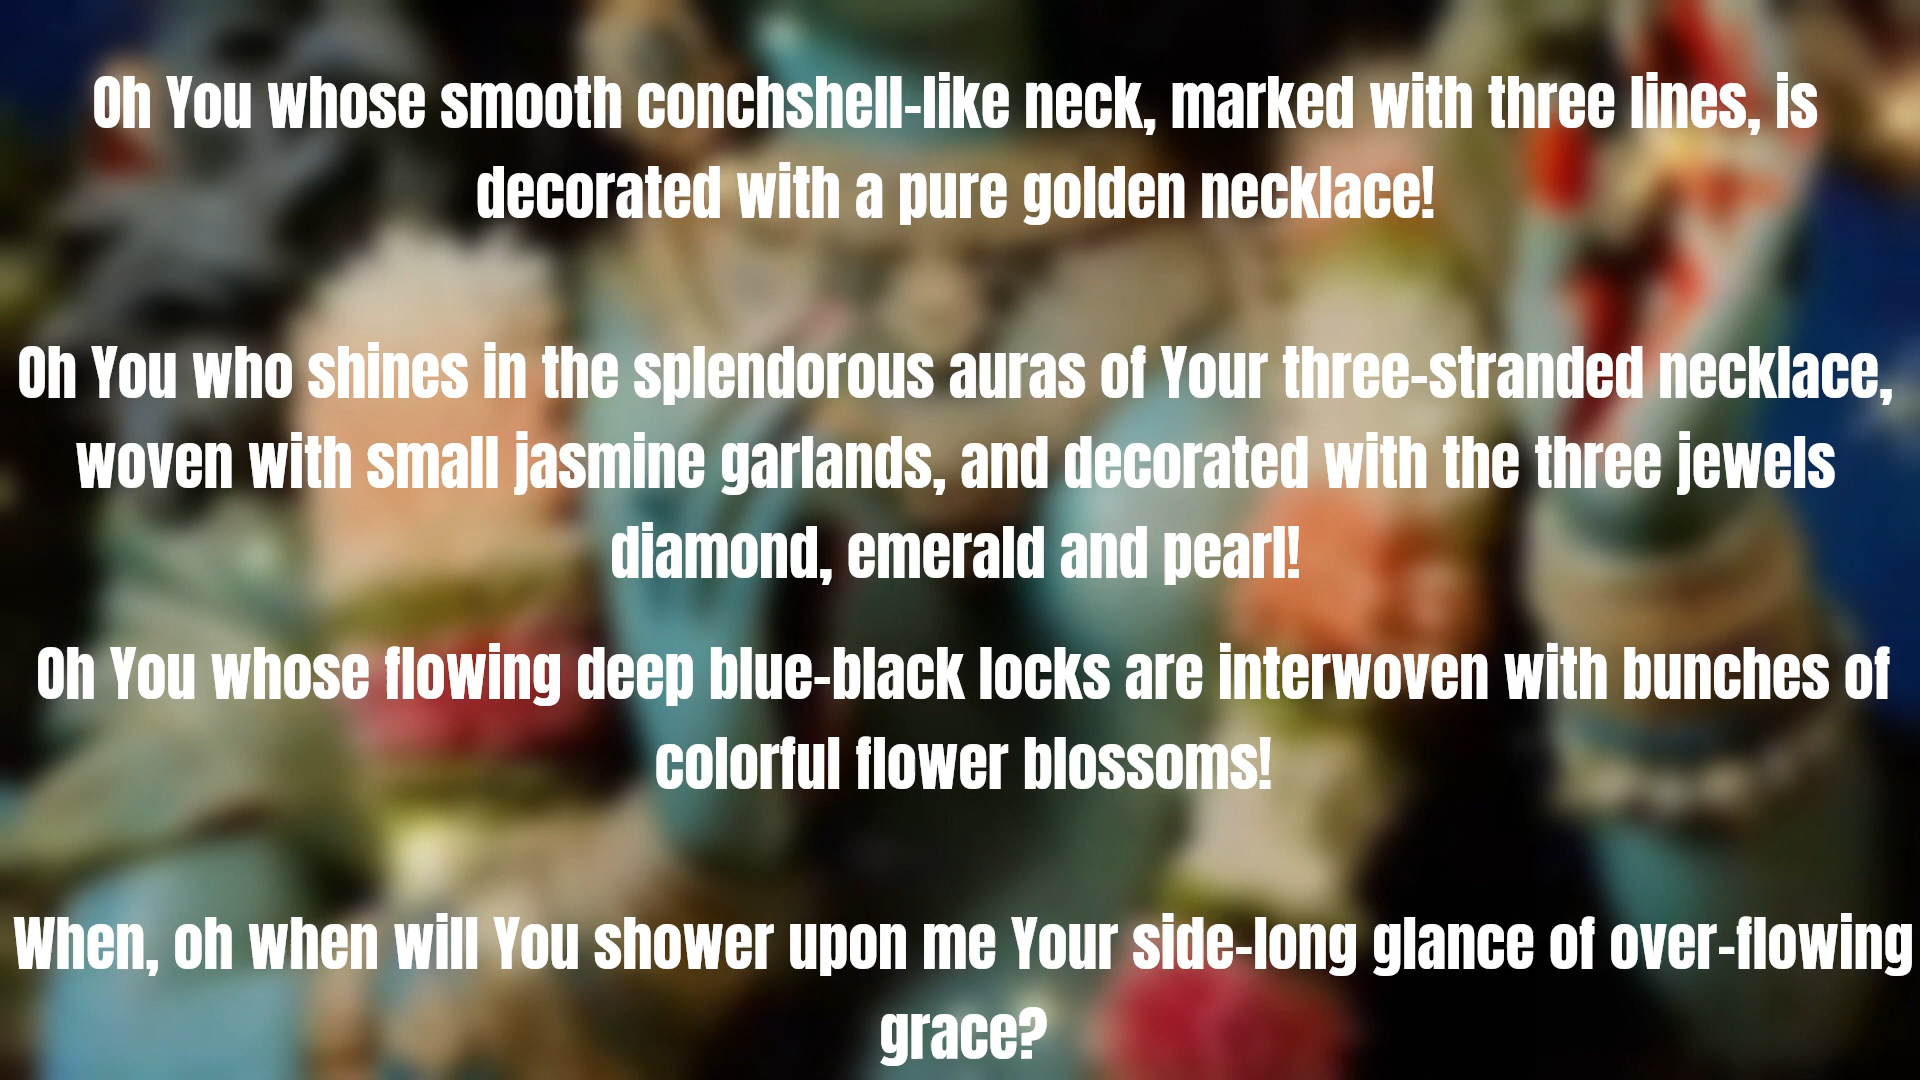 Oh You whose smooth conchshell-like neck, marked with three lines, is
decorated with a pure golden necklace!
Oh You who shines in the splendorous auras of Your three-stranded necklace,
woven with small jasmine garlands, and decorated with the three jewels
diamond, emerald and pearl!
Oh You whose flowing deep blue-black locks are interwoven with bunches of
colorful flower blossoms!
When, oh when will You shower upon me Your side-long glance of over-flowing
grace?